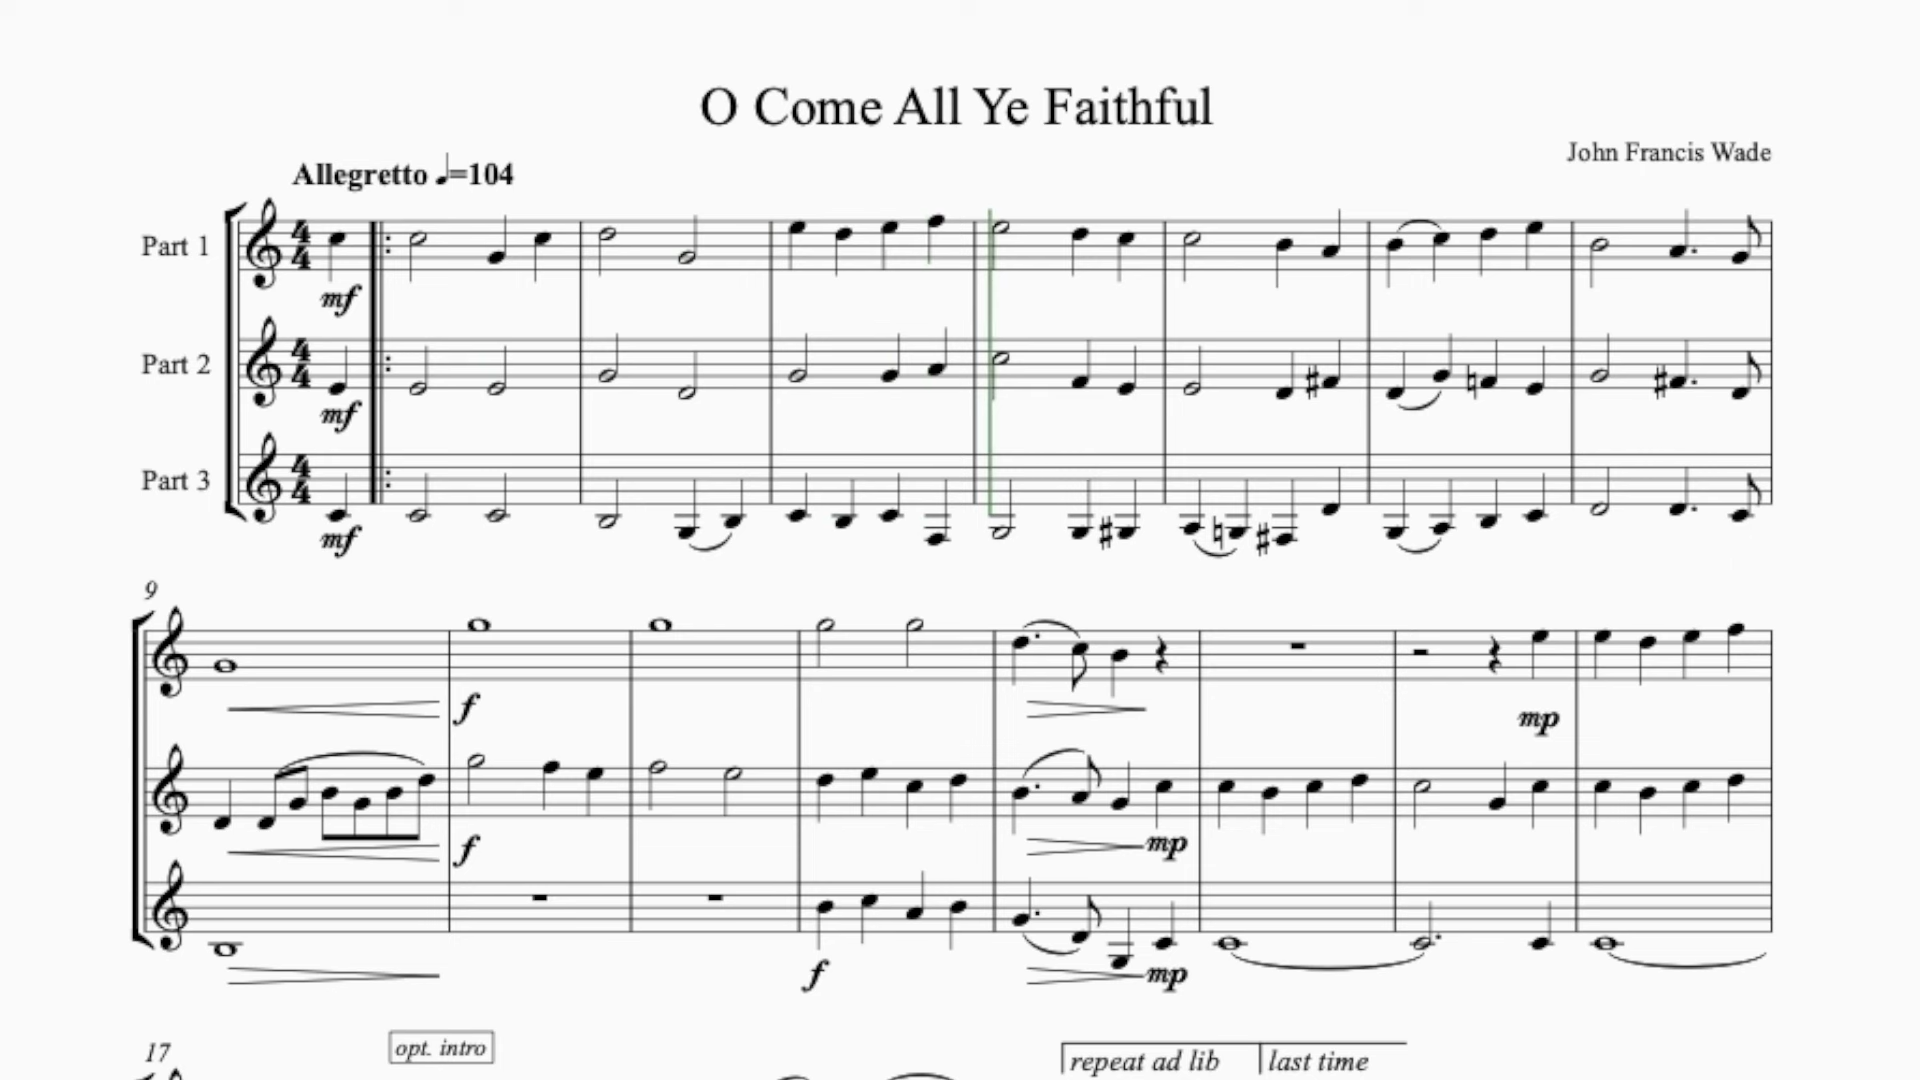 O Come All Ye Faithful
John Francis Wade
Allegretto ♩=104
Part 1
mf
Part 2
mf
Part 3
mf
9
f
mp
f
mp
f
mp
17
opt. intro
repeat ad lib
last time